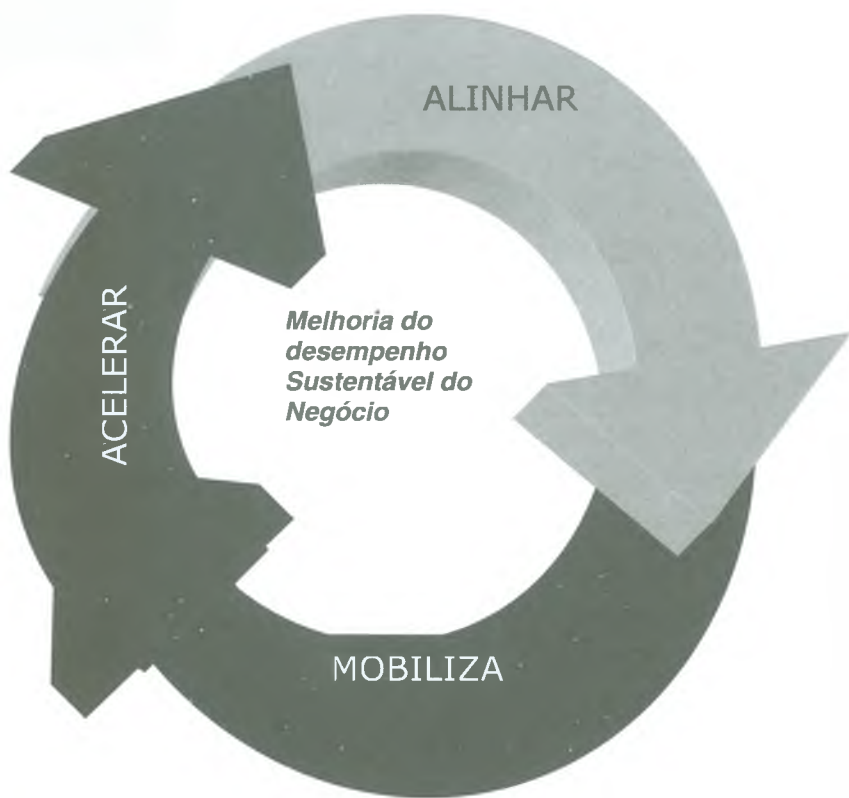 ALINHAR
ACELERAR
Melhoria do
desempenho
Sustentável do
Negócio
MOBILIZA